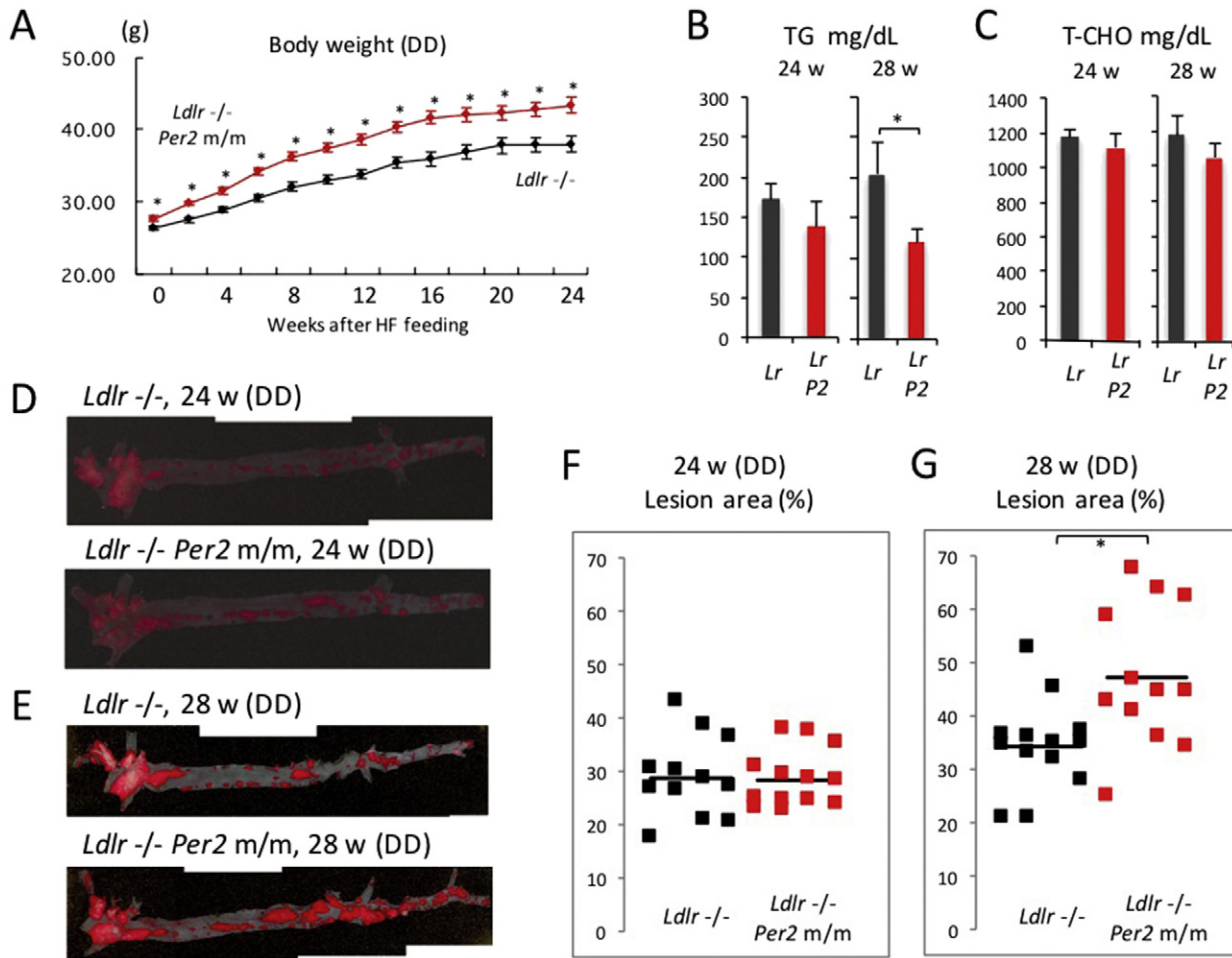 A
(g)
Body weight (DD)
50.00
40.00
30.00
20.00
Ldlr -/-
Per2 m/m
* * * * * * * * * * * * *
Ldlr -/-
0 4 8 12 16 20 24
Weeks after HF feeding
B
TG mg/dL
24 w 28 w
300
250
200
150
100
50
0
*
Lr Lr P2 Lr Lr P2
C
T-CHO mg/dL
24 w 28 w
1400
1200
1000
800
600
400
200
0
Lr Lr P2 Lr Lr P2
D
Ldlr -/-, 24 w (DD)
Ldlr -/- Per2 m/m, 24 w (DD)
E
Ldlr -/-, 28 w (DD)
Ldlr -/- Per2 m/m, 28 w (DD)
F
24 w (DD)
Lesion area (%)
70
60
50
40
30
20
10
0
Ldlr -/-
Ldlr -/-
Per2 m/m
G
28 w (DD)
Lesion area (%)
*
70
60
50
40
30
20
10
0
Ldlr -/-
Ldlr -/-
Per2 m/m